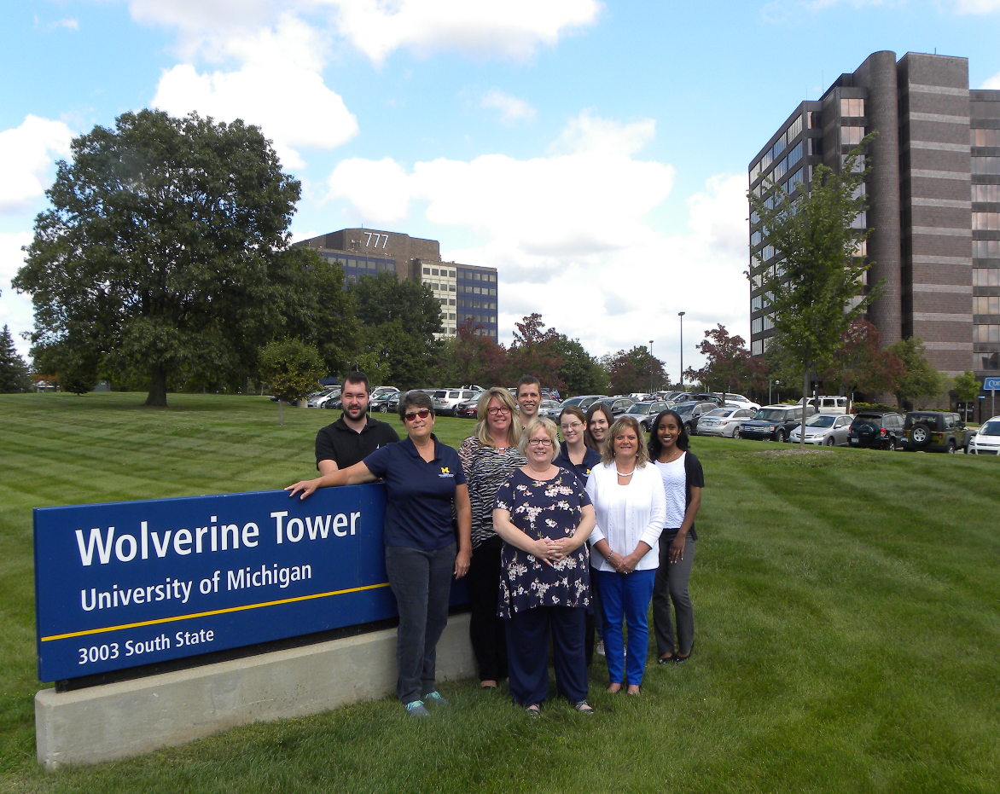 777
Wolverine Tower
University of Michigan
3003 South State
M